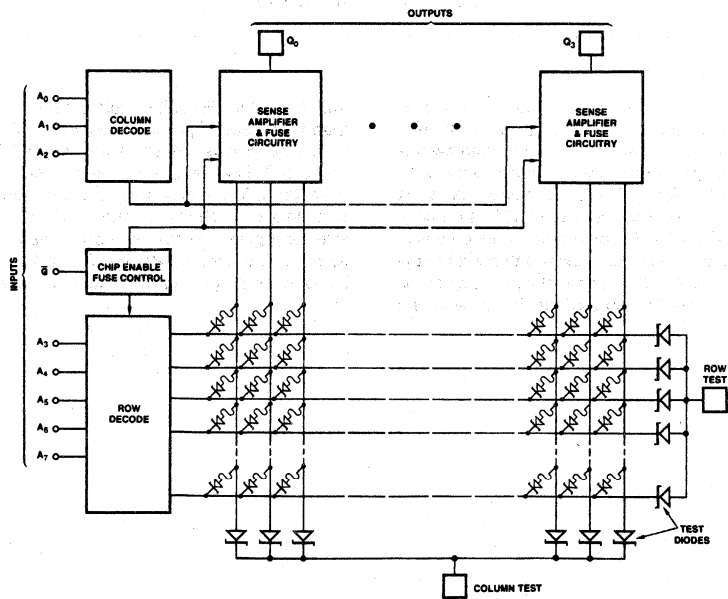 OUTPUTS
Q0
Q3
A0
A1
A2
COLUMN
DECODE
SENSE
AMPLIFIER
& FUSE
CIRCUITRY
SENSE
AMPLIFIER
& FUSE
CIRCUITRY
INPUTS
G̅
CHIP ENABLE
FUSE CONTROL
A3
A4
A5
A6
A7
ROW
DECODE
ROW
TEST
TEST
DIODES
COLUMN TEST